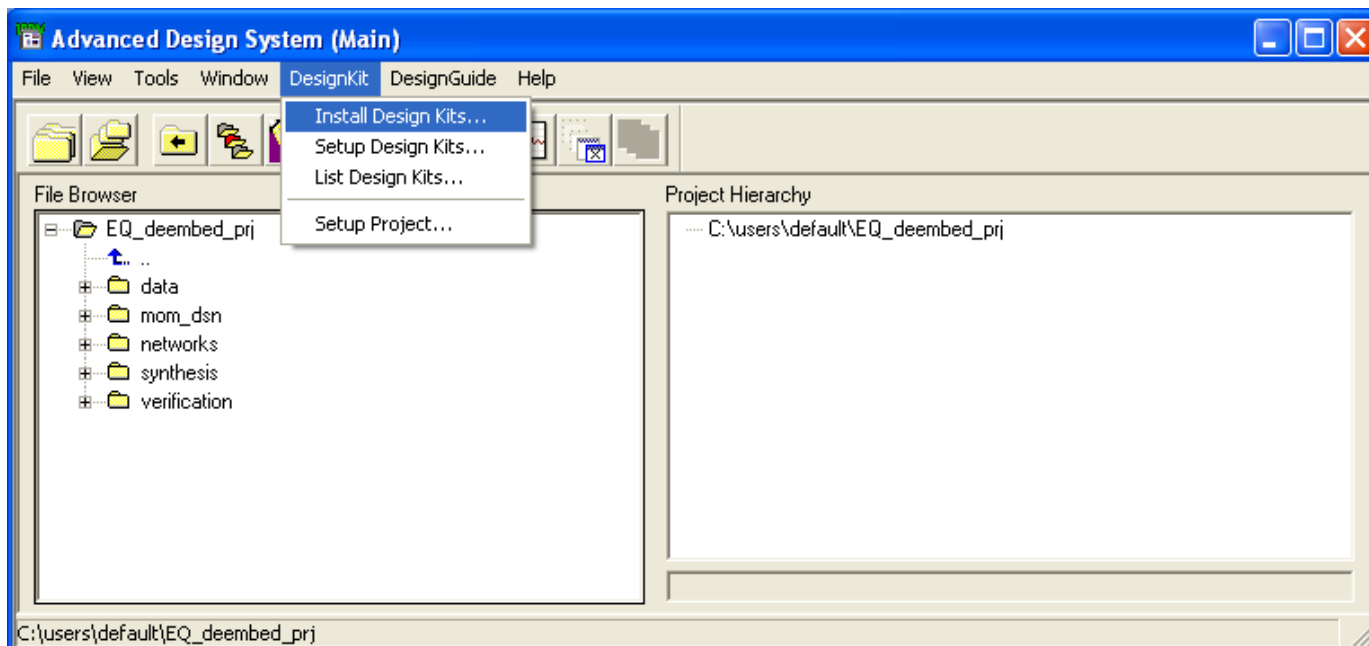 Advanced Design System (Main)
File View Tools Window DesignKit DesignGuide Help
Install Design Kits...
Setup Design Kits...
List Design Kits...
Setup Project...
File Browser
EQ_deembed_prj
..
data
mom_dsn
networks
synthesis
verification
Project Hierarchy
C:\users\default\EQ_deembed_prj
C:\users\default\EQ_deembed_prj